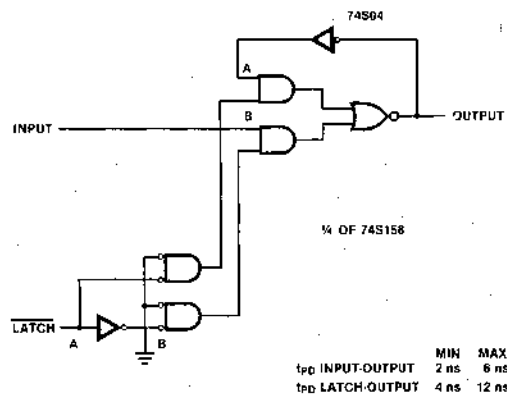 74S04
A
B
INPUT
OUTPUT
¼ OF 74S158
LATCH
A
B
MIN MAX
tPD INPUT-OUTPUT 2 ns 6 ns
tPD LATCH-OUTPUT 4 ns 12 ns